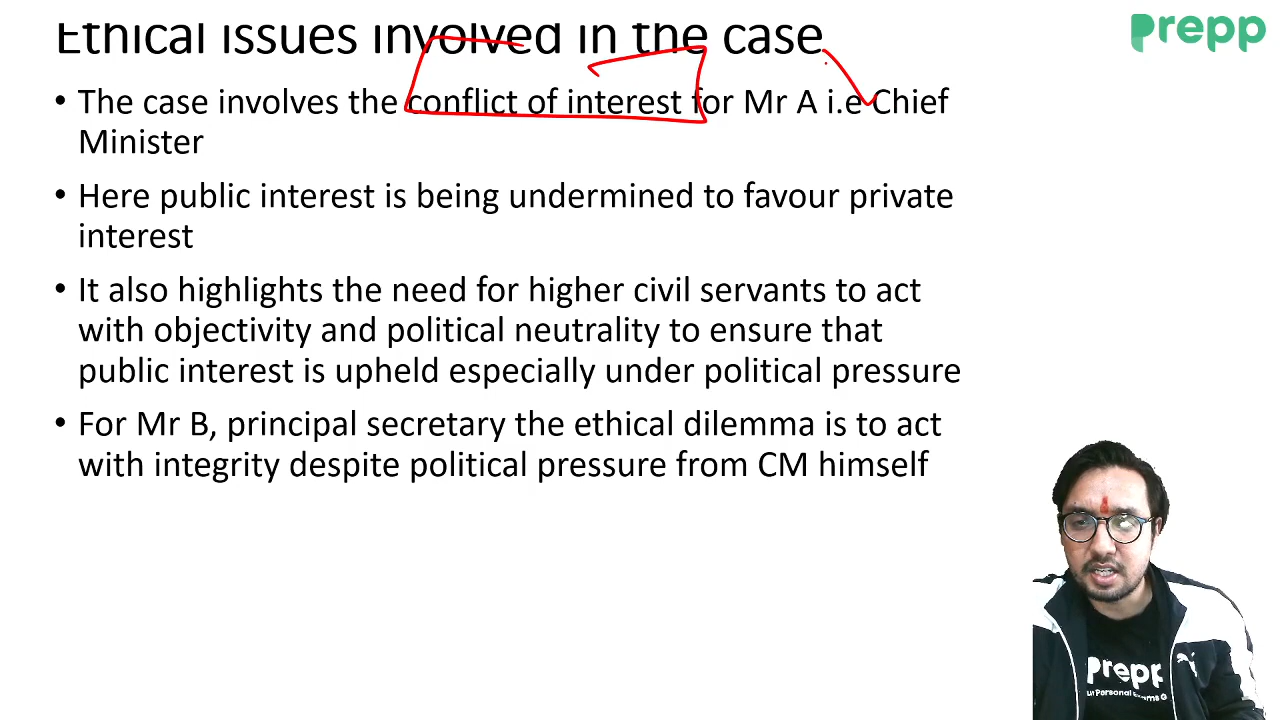 Ethical issues involved in the case
prepp
• The case involves the conflict of interest for Mr A i.e Chief
Minister
• Here public interest is being undermined to favour private
interest
• It also highlights the need for higher civil servants to act
with objectivity and political neutrality to ensure that
public interest is upheld especially under political pressure
• For Mr B, principal secretary the ethical dilemma is to act
with integrity despite political pressure from CM himself
prepp
Personal Exams